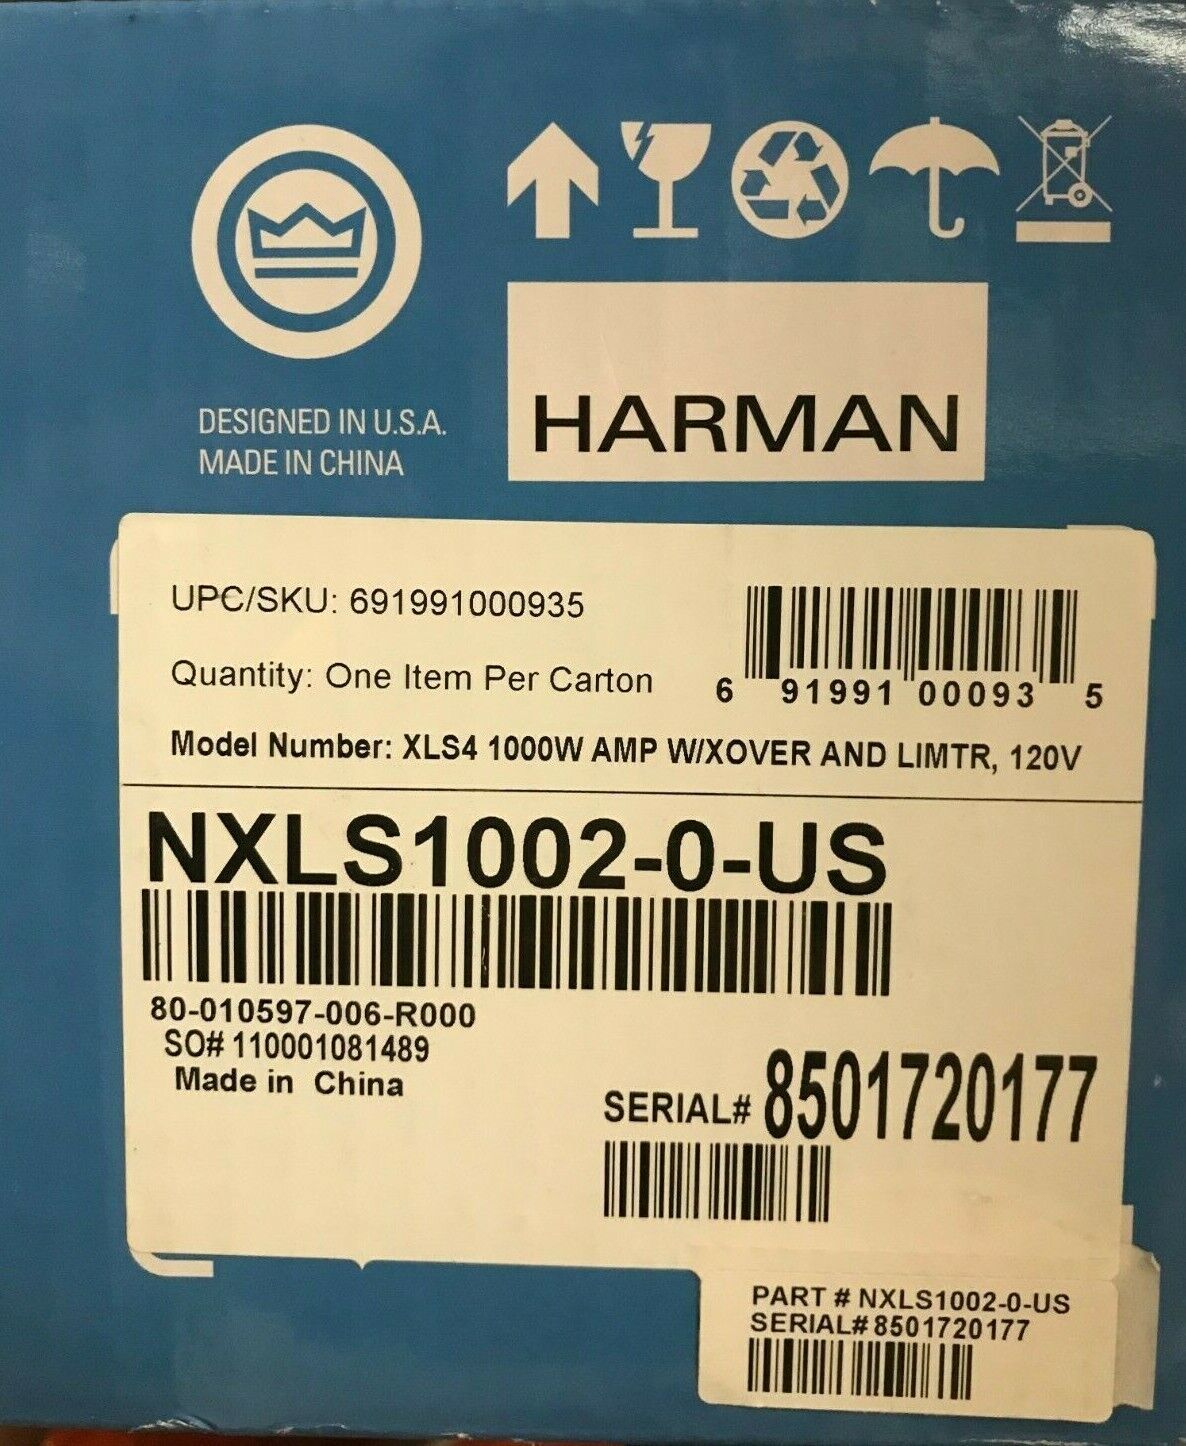 DESIGNED IN U.S.A.
MADE IN CHINA
HARMAN
UPC/SKU: 691991000935
6 91991 00093 5
Quantity: One Item Per Carton
Model Number: XLS4 1000W AMP W/XOVER AND LIMTR, 120V
NXLS1002-0-US
80-010597-006-R000
SO# 110001081489
Made in China
SERIAL# 8501720177
PART # NXLS1002-0-US
SERIAL# 8501720177